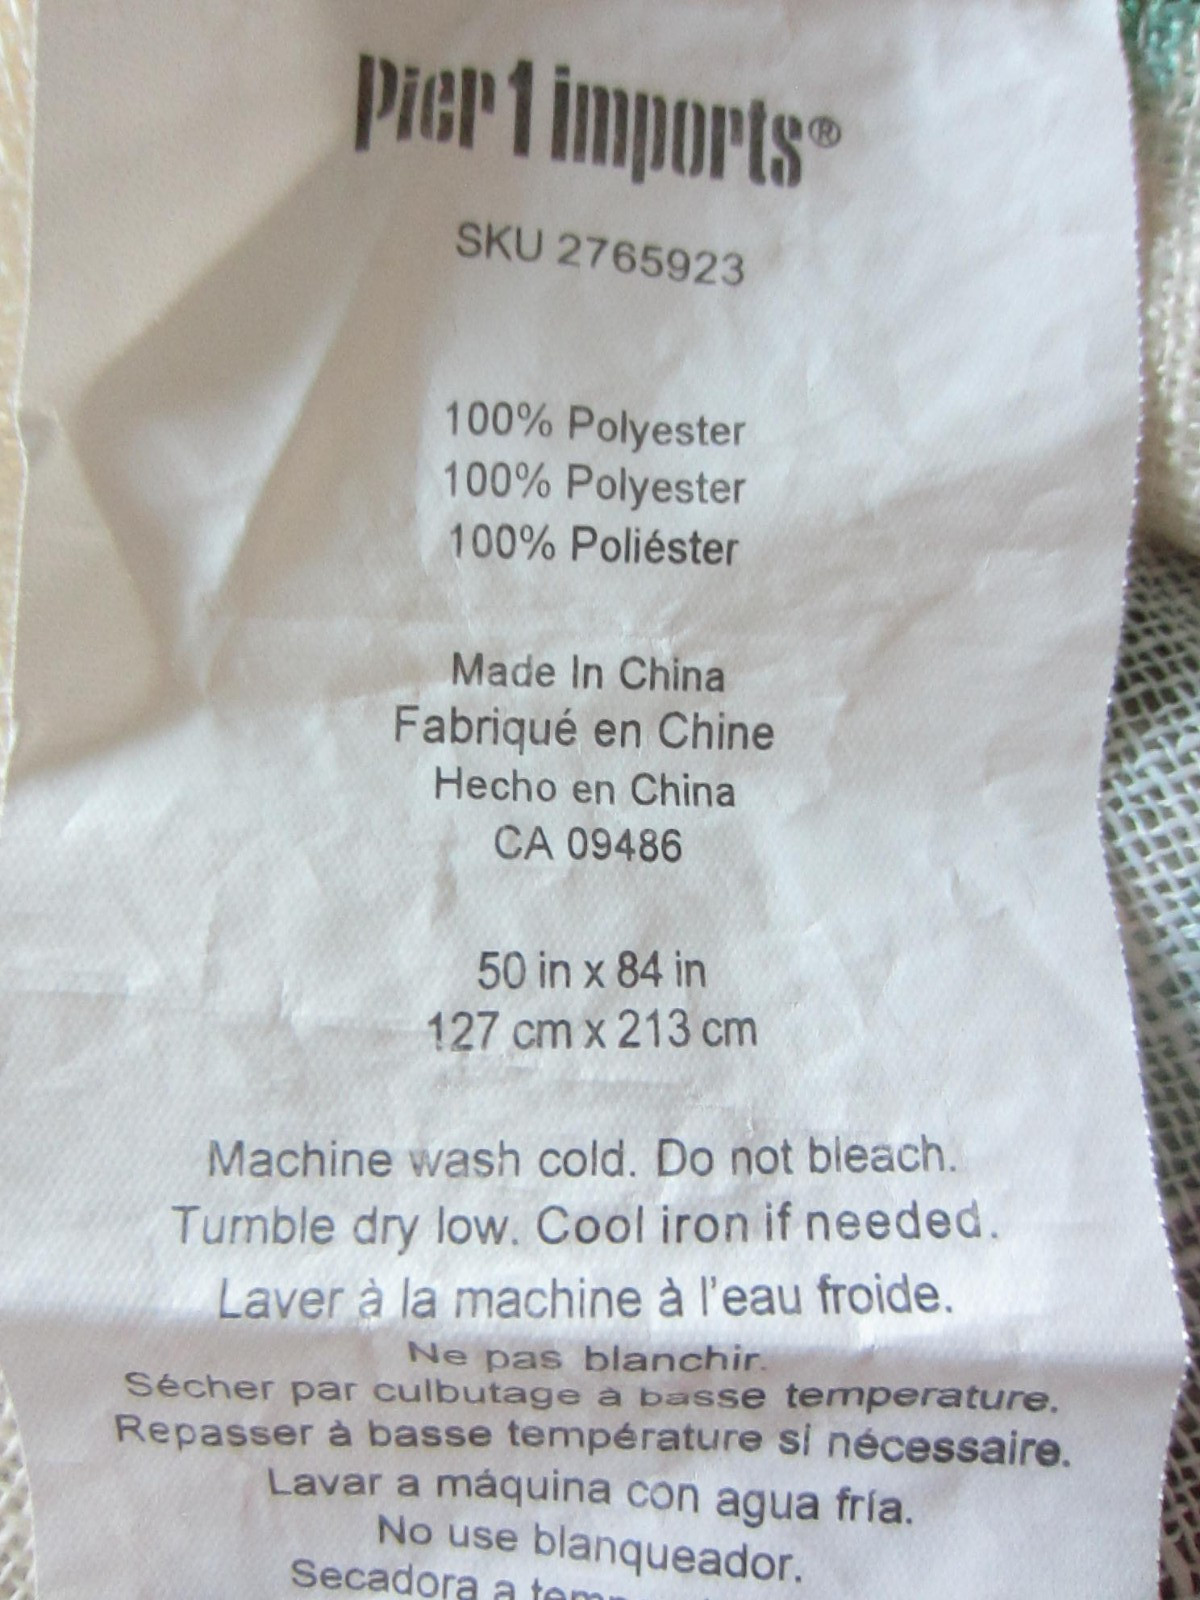 Pier 1 imports®
SKU 2765923
100% Polyester
100% Polyester
100% Poliéster
Made In China
Fabriqué en Chine
Hecho en China
CA 09486
50 in x 84 in
127 cm x 213 cm
Machine wash cold. Do not bleach.
Tumble dry low. Cool iron if needed.
Laver à la machine à l'eau froide.
Ne pas blanchir.
Sécher par culbutage à basse temperature.
Repasser à basse température si nécessaire.
Lavar a máquina con agua fría.
No use blanqueador.
Secadora a